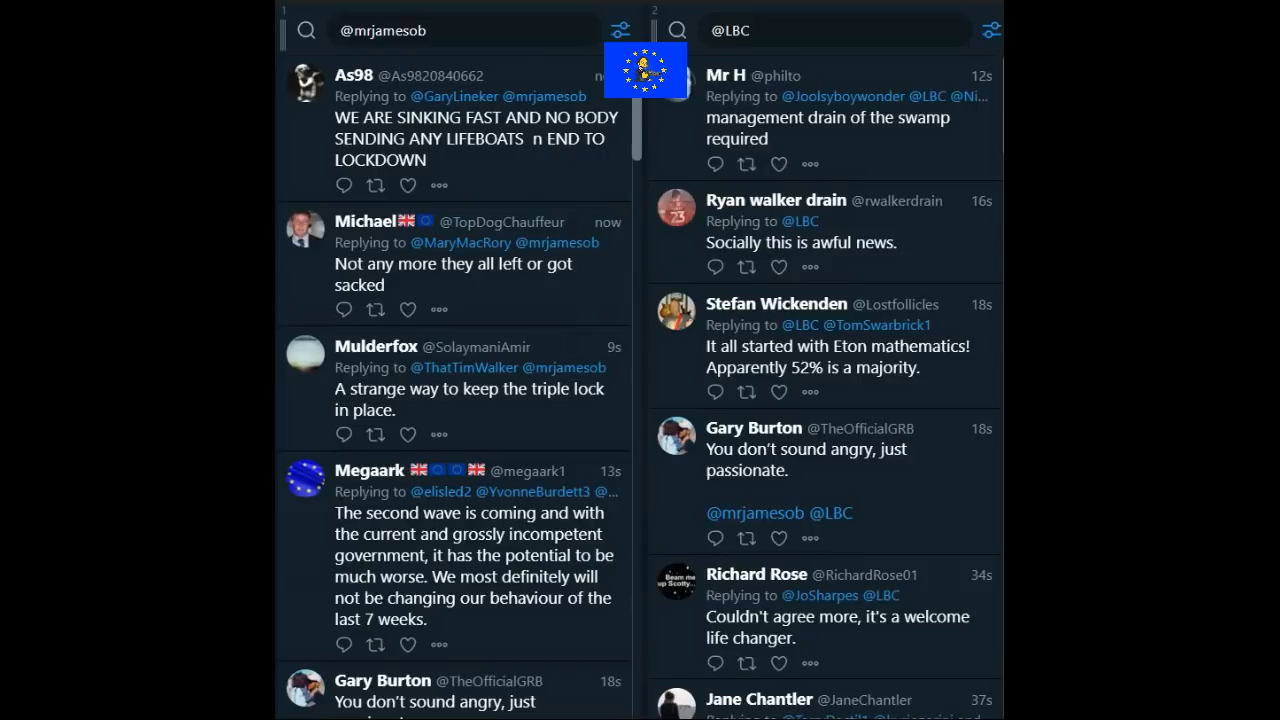 1
@mrjamesob
As98 @As9820840662
Replying to @GaryLineker @mrjamesob
WE ARE SINKING FAST AND NO BODY
SENDING ANY LIFEBOATS n END TO
LOCKDOWN
Michael @TopDogChauffeur now
Replying to @MaryMacRory @mrjamesob
Not any more they all left or got
sacked
Mulderfox @SolaymaniAmir 9s
Replying to @ThatTimWalker @mrjamesob
A strange way to keep the triple lock
in place.
Megaark @megaark1 13s
Replying to @elisled2 @YvonneBurdett3 @...
The second wave is coming and with
the current and grossly incompetent
government, it has the potential to be
much worse. We most definitely will
not be changing our behaviour of the
last 7 weeks.
Gary Burton @TheOfficialGRB 18s
You don't sound angry, just
2
@LBC
Mr H @philto 12s
Replying to @Joolsyboywonder @LBC @Ni...
management drain of the swamp
required
Ryan walker drain @rwalkerdrain 16s
Replying to @LBC
Socially this is awful news.
Stefan Wickenden @Lostfollicles 18s
Replying to @LBC @TomSwarbrick1
It all started with Eton mathematics!
Apparently 52% is a majority.
Gary Burton @TheOfficialGRB 18s
You don't sound angry, just
passionate.
@mrjamesob @LBC
Richard Rose @RichardRose01 34s
Replying to @JoSharpes @LBC
Couldn't agree more, it's a welcome
life changer.
Jane Chantler @JaneChantler 37s